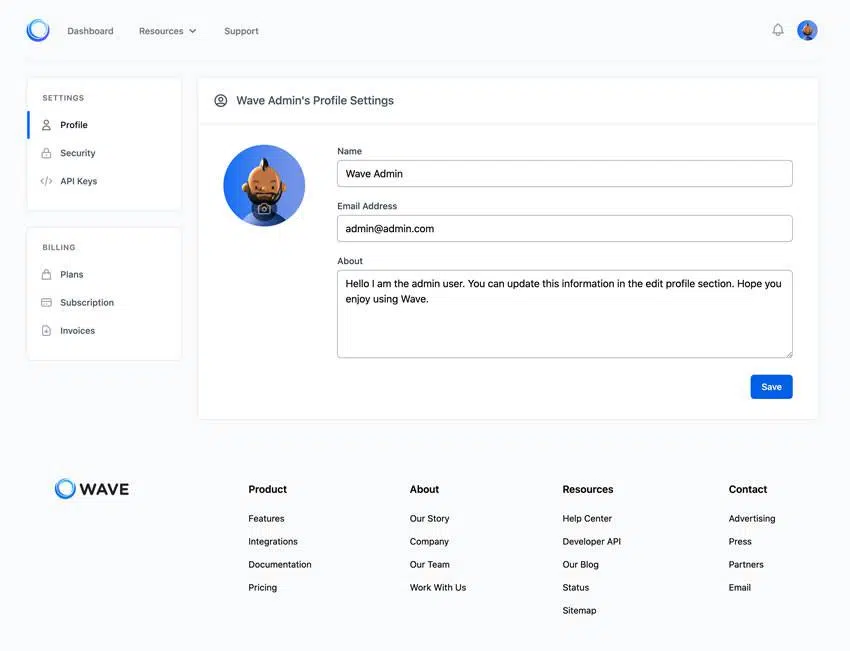 Dashboard Resources Support
SETTINGS
Profile
Security
API Keys
BILLING
Plans
Subscription
Invoices
Wave Admin's Profile Settings
Name
Wave Admin
Email Address
admin@admin.com
About
Hello I am the admin user. You can update this information in the edit profile section. Hope you
enjoy using Wave.
Save
WAVE
Product
Features
Integrations
Documentation
Pricing
About
Our Story
Company
Our Team
Work With Us
Resources
Help Center
Developer API
Our Blog
Status
Sitemap
Contact
Advertising
Press
Partners
Email